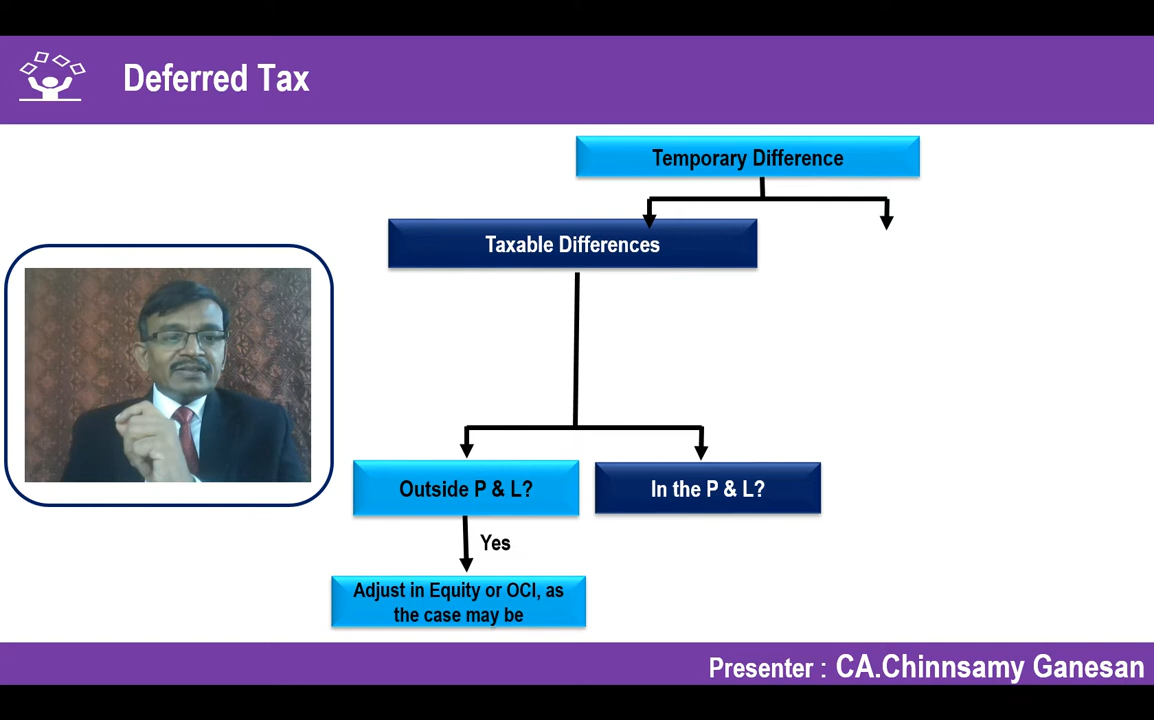 Deferred Tax
Temporary Difference
Taxable Differences
Outside P & L?
In the P & L?
Yes
Adjust in Equity or OCI, as
the case may be
Presenter : CA.Chinnsamy Ganesan